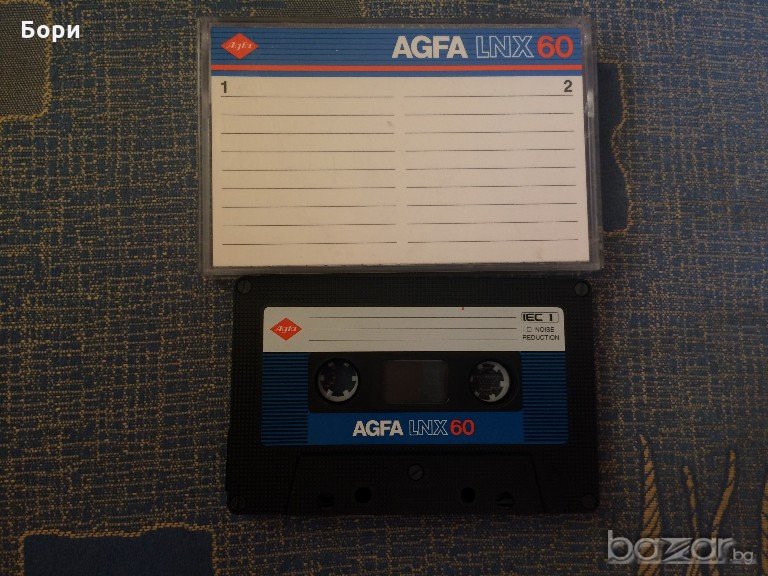 Бори
Agfa AGFA LNX 60
1 2
Agfa IEC I
NOISE
REDUCTION
AGFA LNX 60
bazar.bg